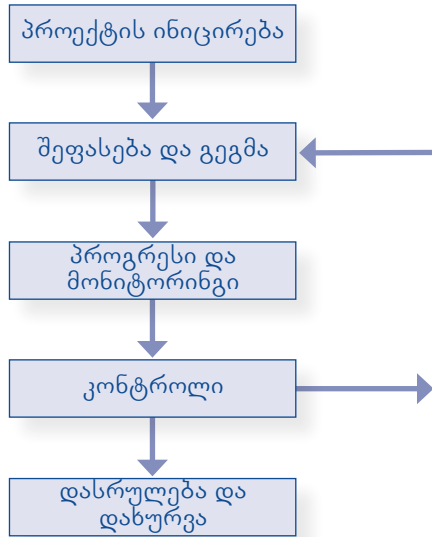 პროექტის ინიცირება
შეფასება და გეგმა
პროგრესი და
მონიტორინგი
კონტროლი
დასრულება და
დახურვა